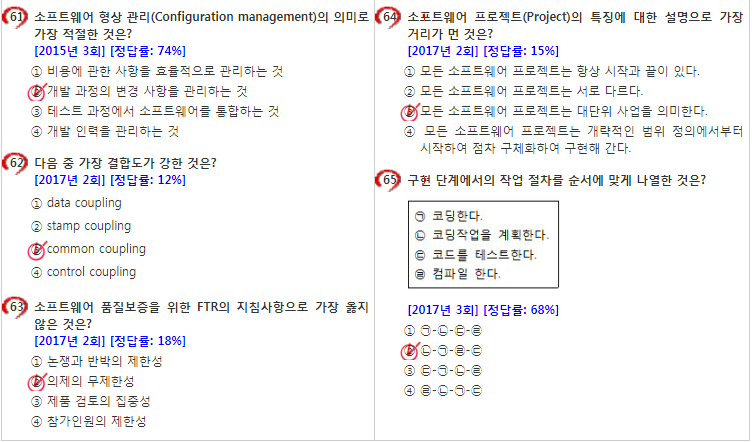 61 소프트웨어 형상 관리(Configuration management)의 의미로
가장 적절한 것은?
[2015년 3회] [정답률: 74%]
① 비용에 관한 사항을 효율적으로 관리하는 것
② 개발 과정의 변경 사항을 관리하는 것
③ 테스트 과정에서 소프트웨어를 통합하는 것
④ 개발 인력을 관리하는 것
62 다음 중 가장 결합도가 강한 것은?
[2017년 2회] [정답률: 12%]
① data coupling
② stamp coupling
③ common coupling
④ control coupling
63 소프트웨어 품질보증을 위한 FTR의 지침사항으로 가장 옳지
않은 것은?
[2017년 2회] [정답률: 18%]
① 논쟁과 반박의 제한성
② 의제의 무제한성
③ 제품 검토의 집중성
④ 참가인원의 제한성
64 소프트웨어 프로젝트(Project)의 특징에 대한 설명으로 가장
거리가 먼 것은?
[2017년 2회] [정답률: 15%]
① 모든 소프트웨어 프로젝트는 항상 시작과 끝이 있다.
② 모든 소프트웨어 프로젝트는 서로 다르다.
③ 모든 소프트웨어 프로젝트는 대단위 사업을 의미한다.
④ 모든 소프트웨어 프로젝트는 개략적인 범위 정의에서부터
시작하여 점차 구체화하여 구현해 간다.
65 구현 단계에서의 작업 절차를 순서에 맞게 나열한 것은?
㉠ 코딩한다.
㉡ 코딩작업을 계획한다.
㉢ 코드를 테스트한다.
㉣ 컴파일 한다.
[2017년 3회] [정답률: 68%]
① ㉠-㉡-㉢-㉣
② ㉡-㉠-㉣-㉢
③ ㉢-㉠-㉡-㉣
④ ㉣-㉡-㉠-㉢